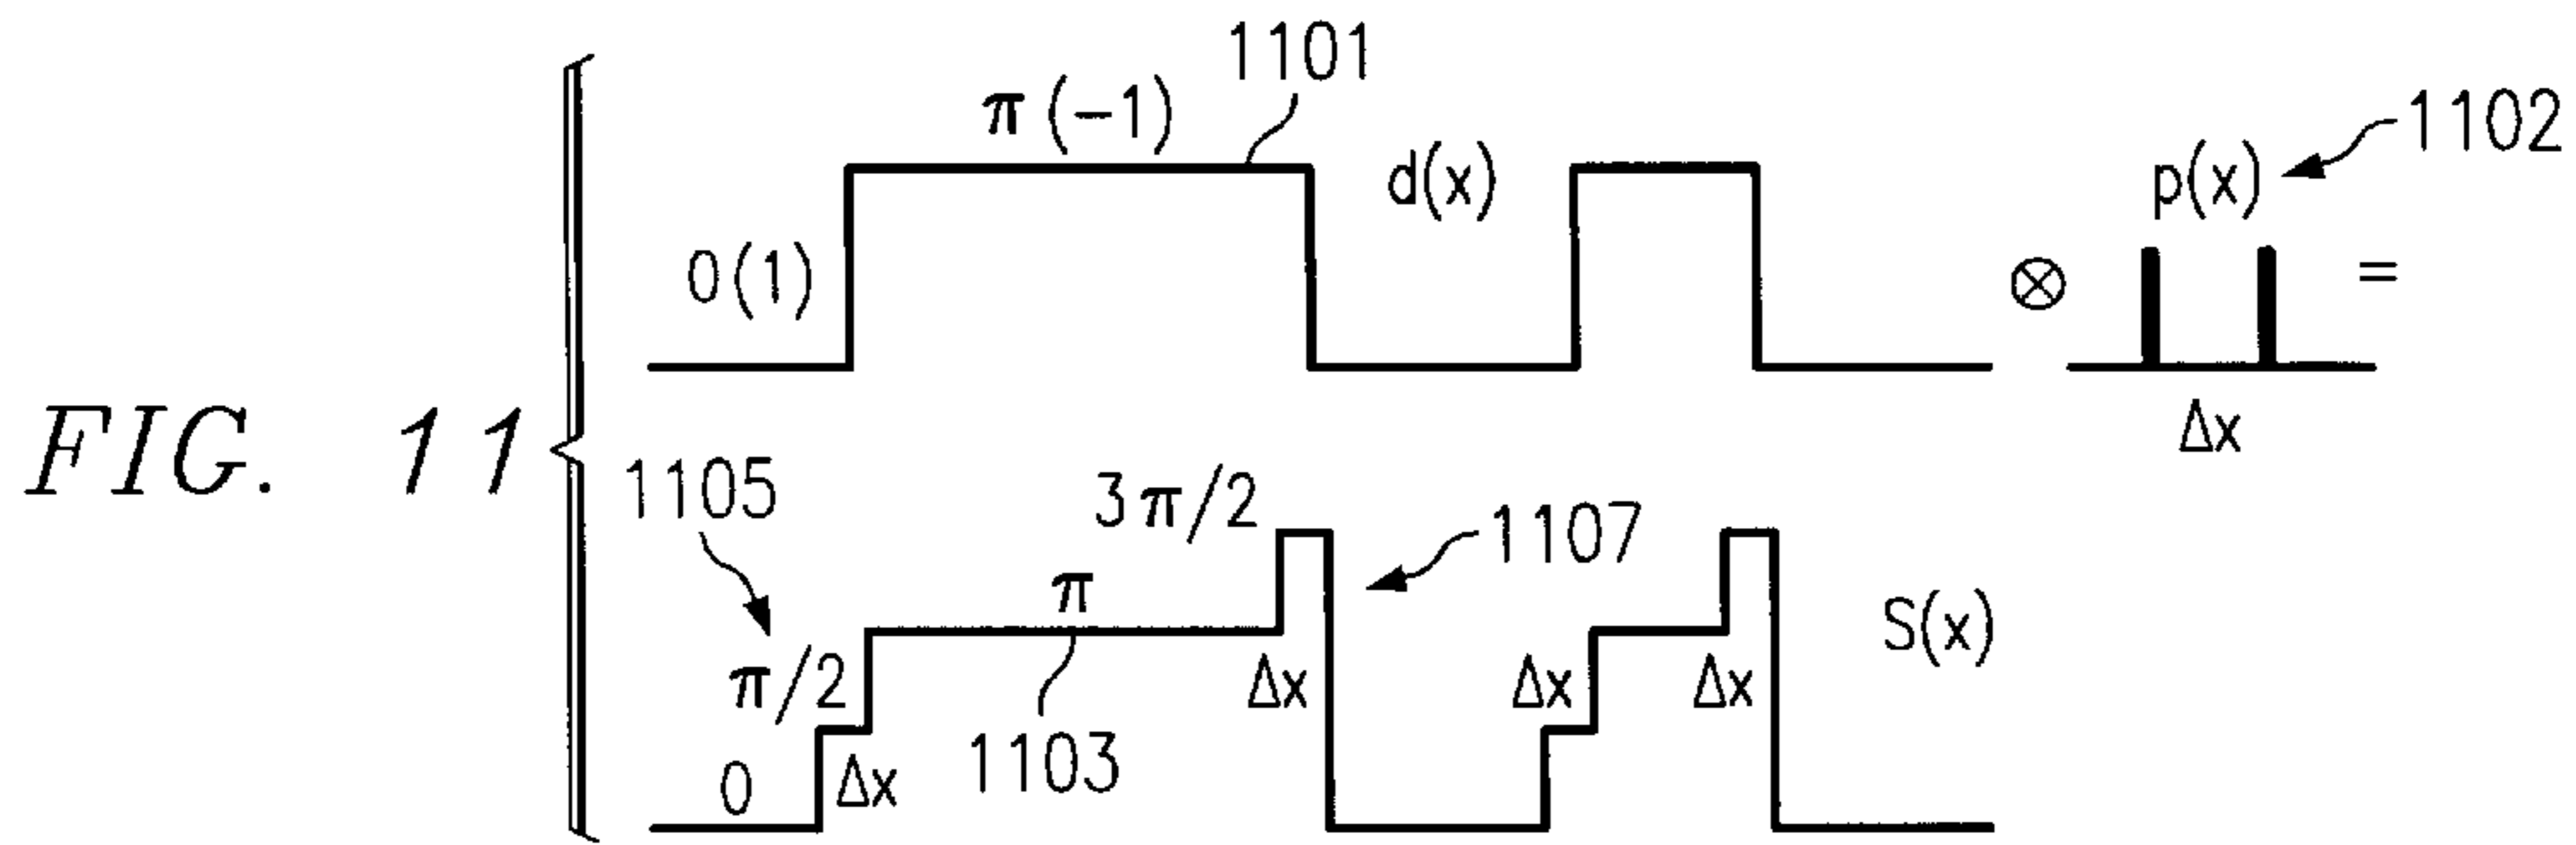 1101
π(-1)
1102
d(x)
p(x)
0(1)
⊗
=
Δx
FIG. 11
1105
3π/2
1107
π
S(x)
π/2
Δx
Δx
Δx
1103
0
Δx